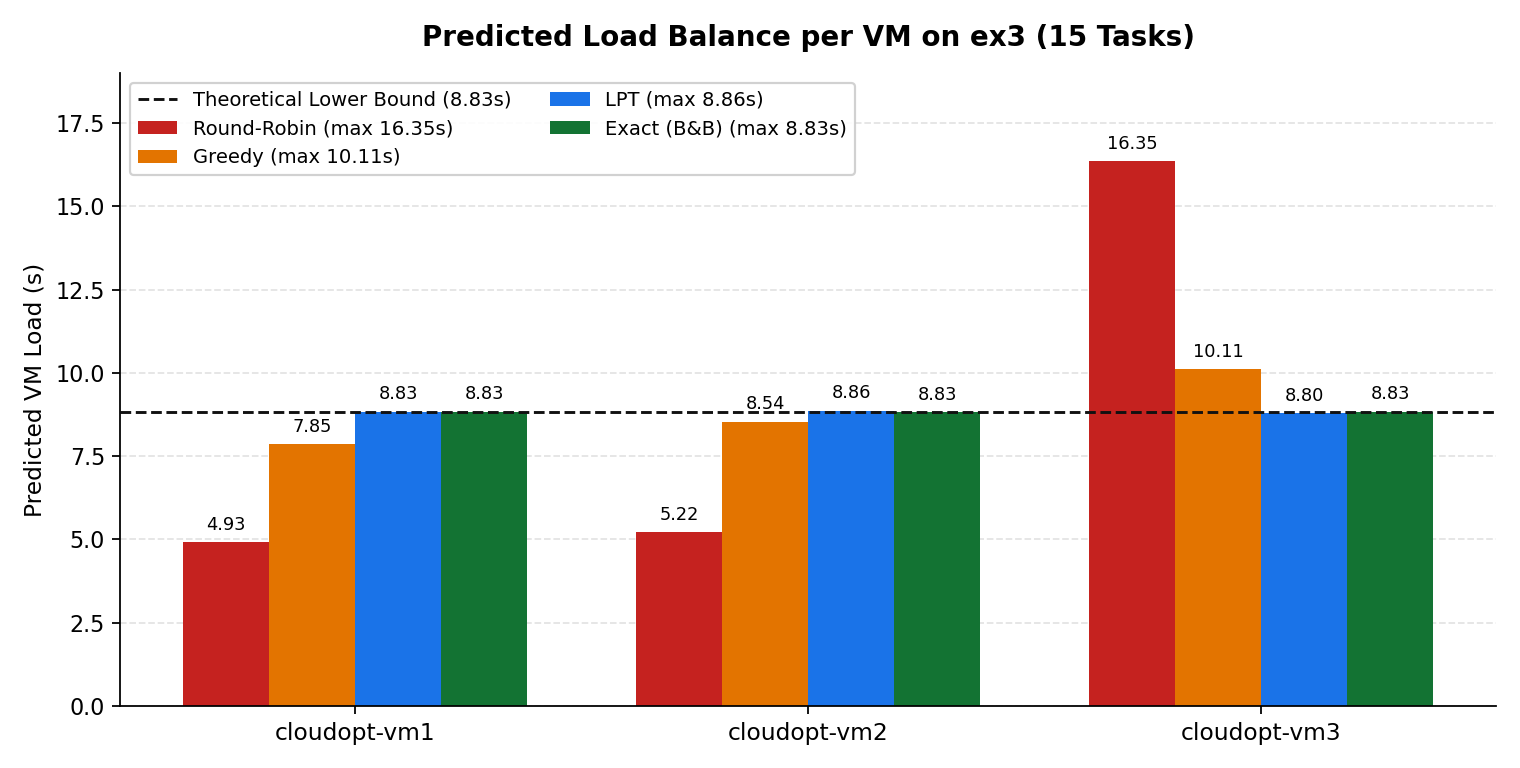 Predicted Load Balance per VM on ex3 (15 Tasks)
Theoretical Lower Bound (8.83s)
Round-Robin (max 16.35s)
Greedy (max 10.11s)
LPT (max 8.86s)
Exact (B&B) (max 8.83s)
Predicted VM Load (s)
17.5
15.0
12.5
10.0
7.5
5.0
2.5
0.0
4.93
7.85
8.83
8.83
5.22
8.54
8.86
8.83
16.35
10.11
8.80
8.83
cloudopt-vm1
cloudopt-vm2
cloudopt-vm3